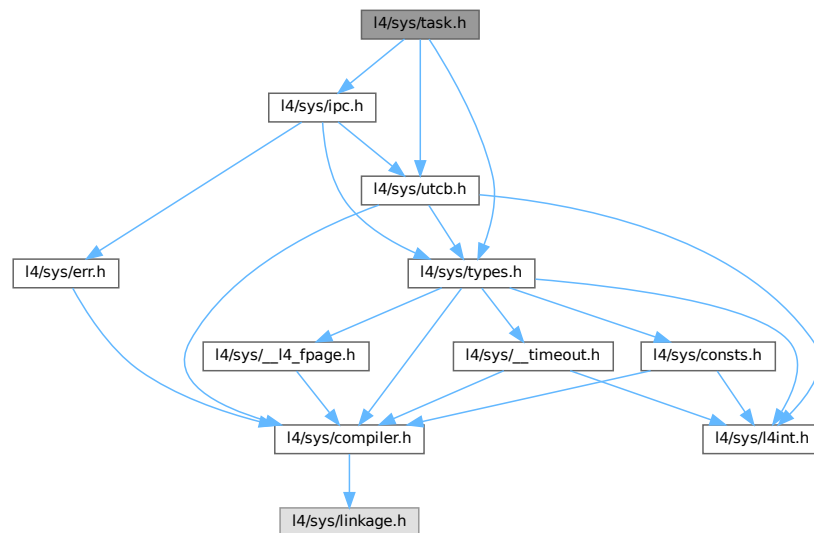 l4/sys/task.h
l4/sys/ipc.h
l4/sys/utcb.h
l4/sys/err.h
l4/sys/types.h
l4/sys/__l4_fpage.h
l4/sys/__timeout.h
l4/sys/consts.h
l4/sys/compiler.h
l4/sys/l4int.h
l4/sys/linkage.h